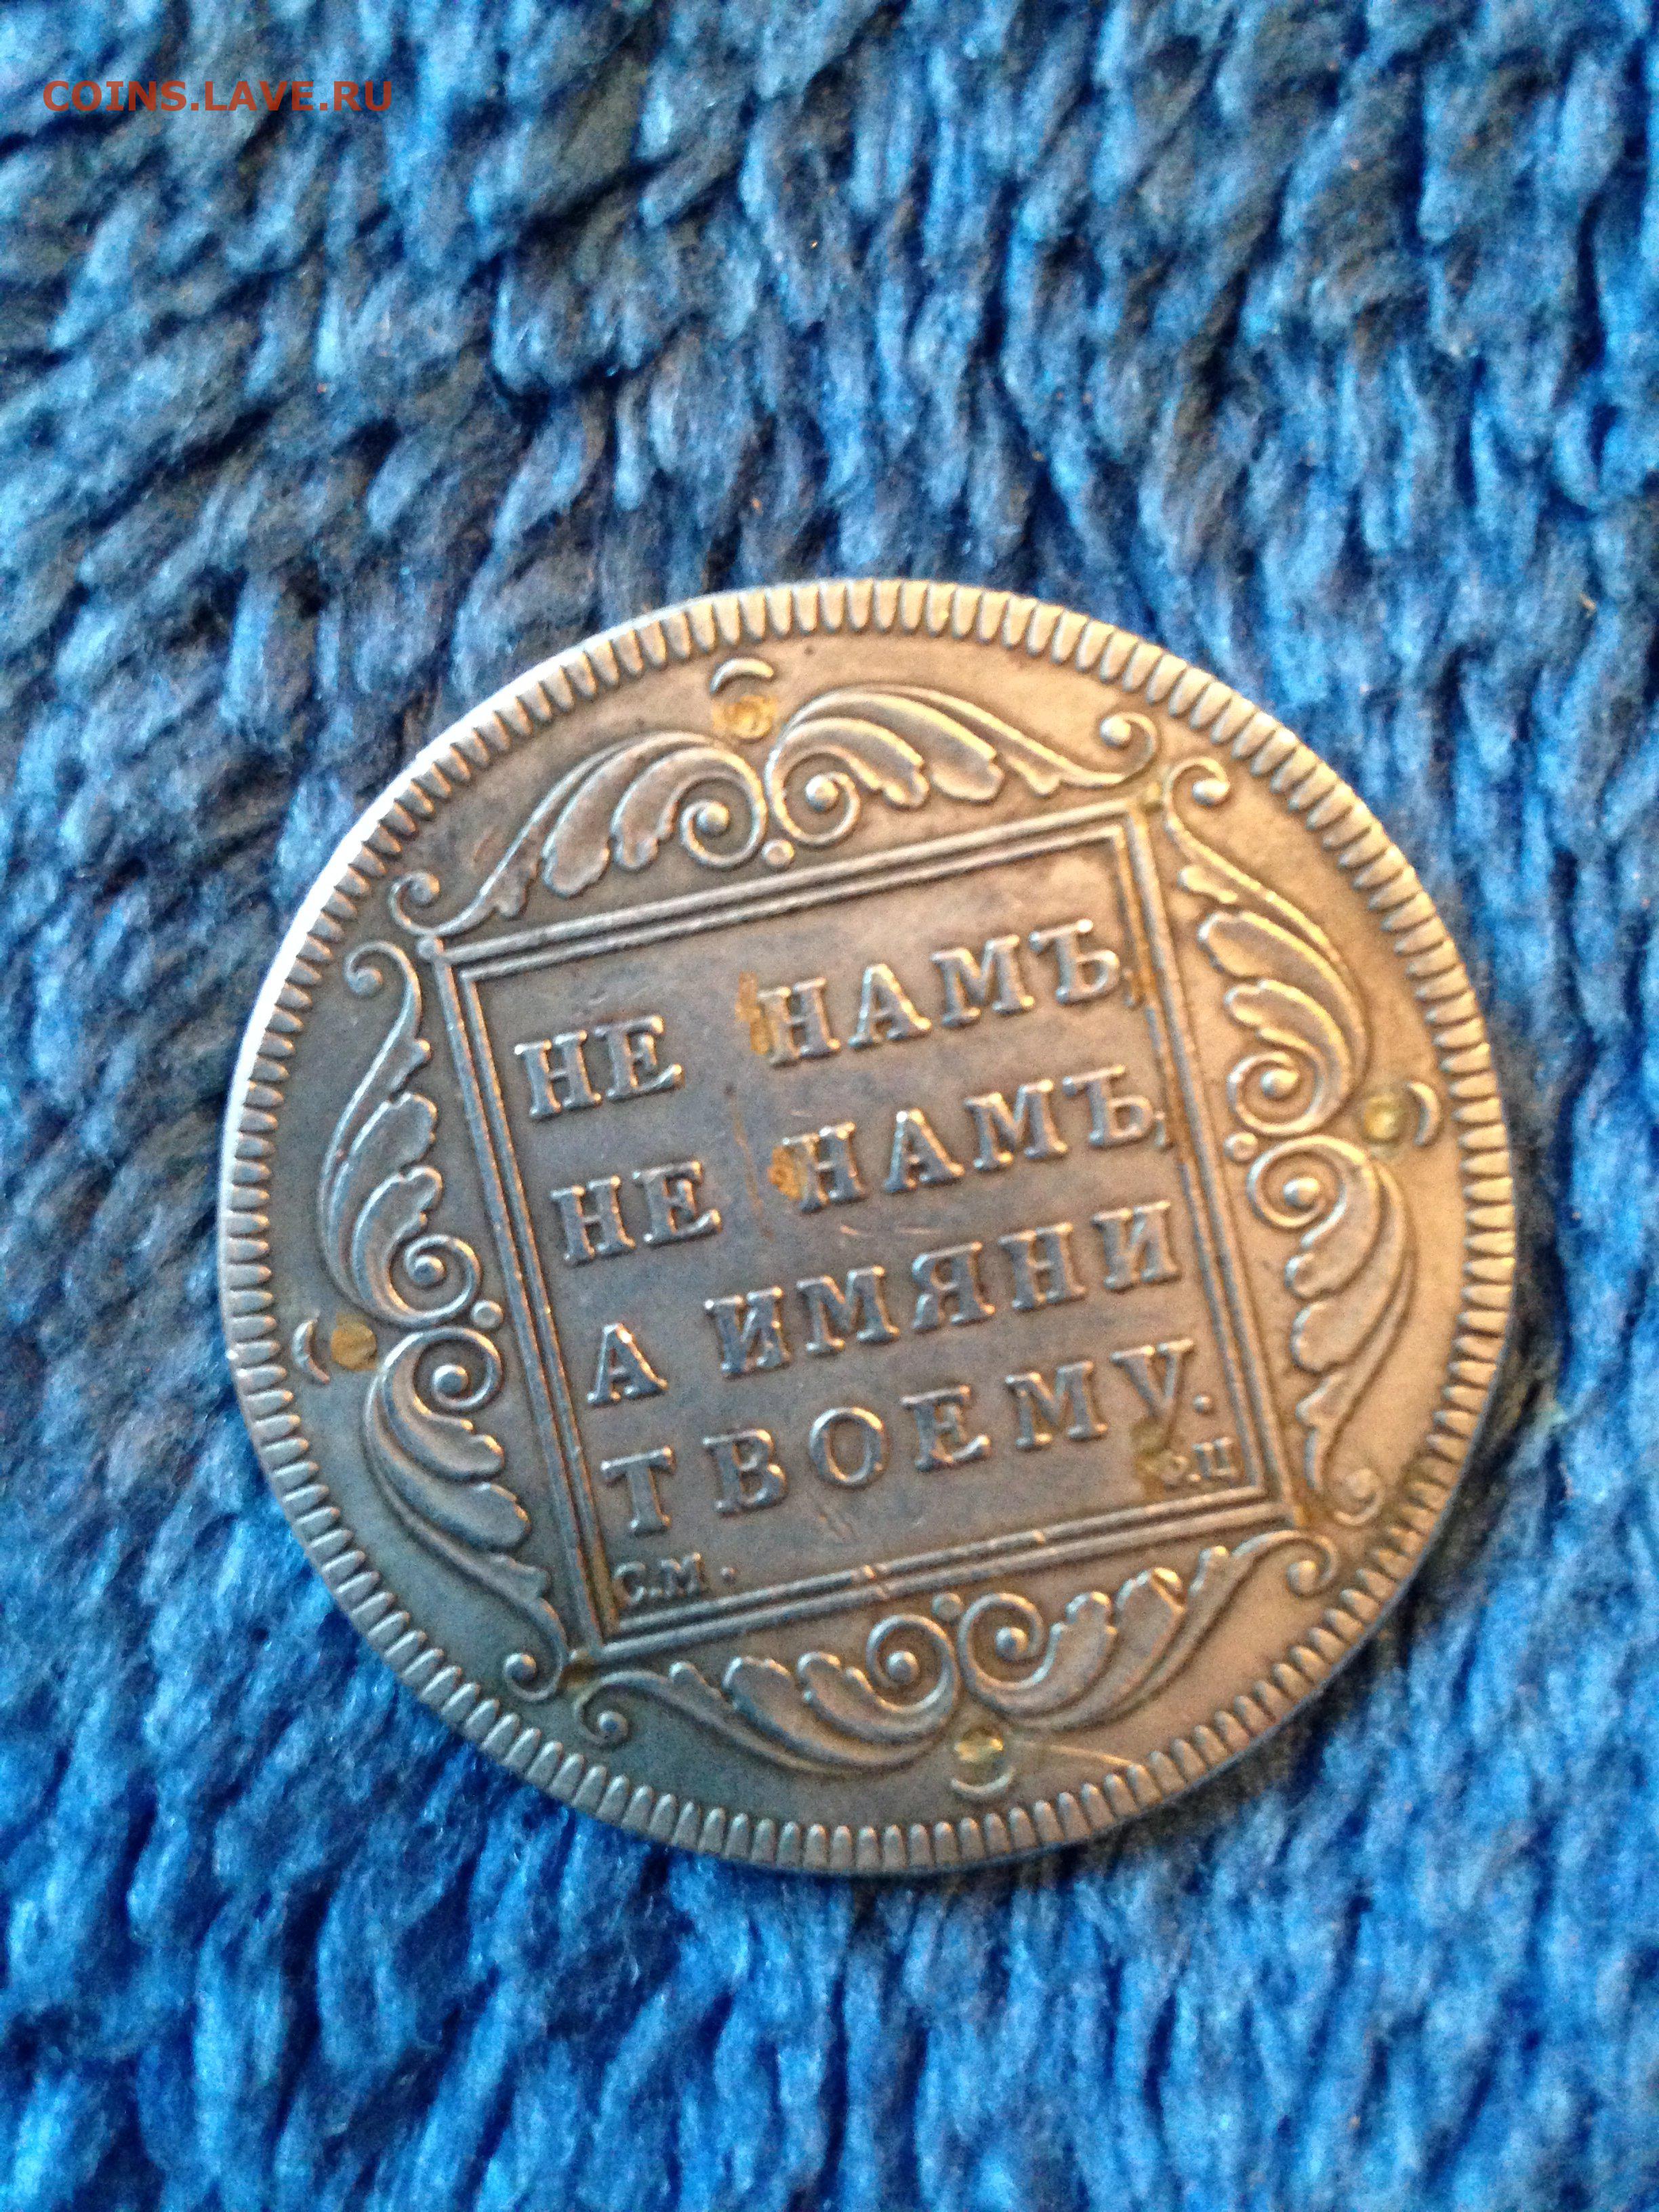 COINS.LAVE.RU
НЕ НАМЪ,
НЕ НАМЪ,
А ИМЯНИ
ТВОЕМУ.
С.М. Ф.Ц